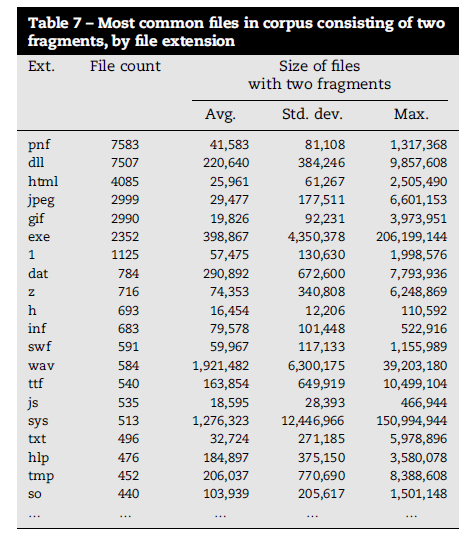 Table 7 – Most common files in corpus consisting of two
fragments, by file extension
Ext. File count Size of files
with two fragments
Avg. Std. dev. Max.
pnf 7583 41,583 81,108 1,317,368
dll 7507 220,640 384,246 9,857,608
html 4085 25,961 61,267 2,505,490
jpeg 2999 29,477 177,511 6,601,153
gif 2990 19,826 92,231 3,973,951
exe 2352 398,867 4,350,378 206,199,144
1 1125 57,475 130,630 1,998,576
dat 784 290,892 672,600 7,793,936
z 716 74,353 340,808 6,248,869
h 693 16,454 12,206 110,592
inf 683 79,578 101,448 522,916
swf 591 59,967 117,133 1,155,989
wav 584 1,921,482 6,300,175 39,203,180
ttf 540 163,854 649,919 10,499,104
js 535 18,595 28,393 466,944
sys 513 1,276,323 12,446,966 150,994,944
txt 496 32,724 271,185 5,978,896
hlp 476 184,897 375,150 3,580,078
tmp 452 206,037 770,690 8,388,608
so 440 103,939 205,617 1,501,148
... ... ... ... ...